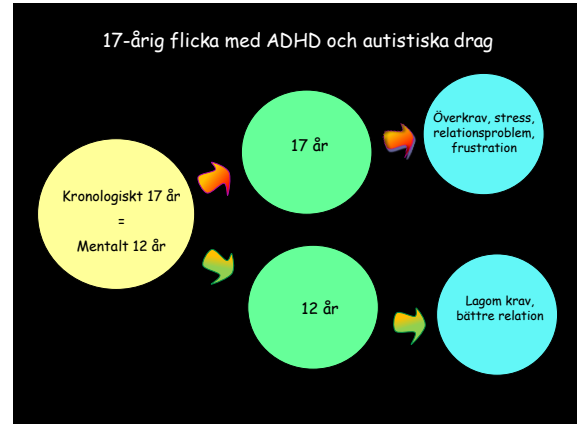 17-årig flicka med ADHD och autistiska drag
Kronologiskt 17 år
=
Mentalt 12 år
17 år
Överkrav, stress,
relationsproblem,
frustration
12 år
Lagom krav,
bättre relation